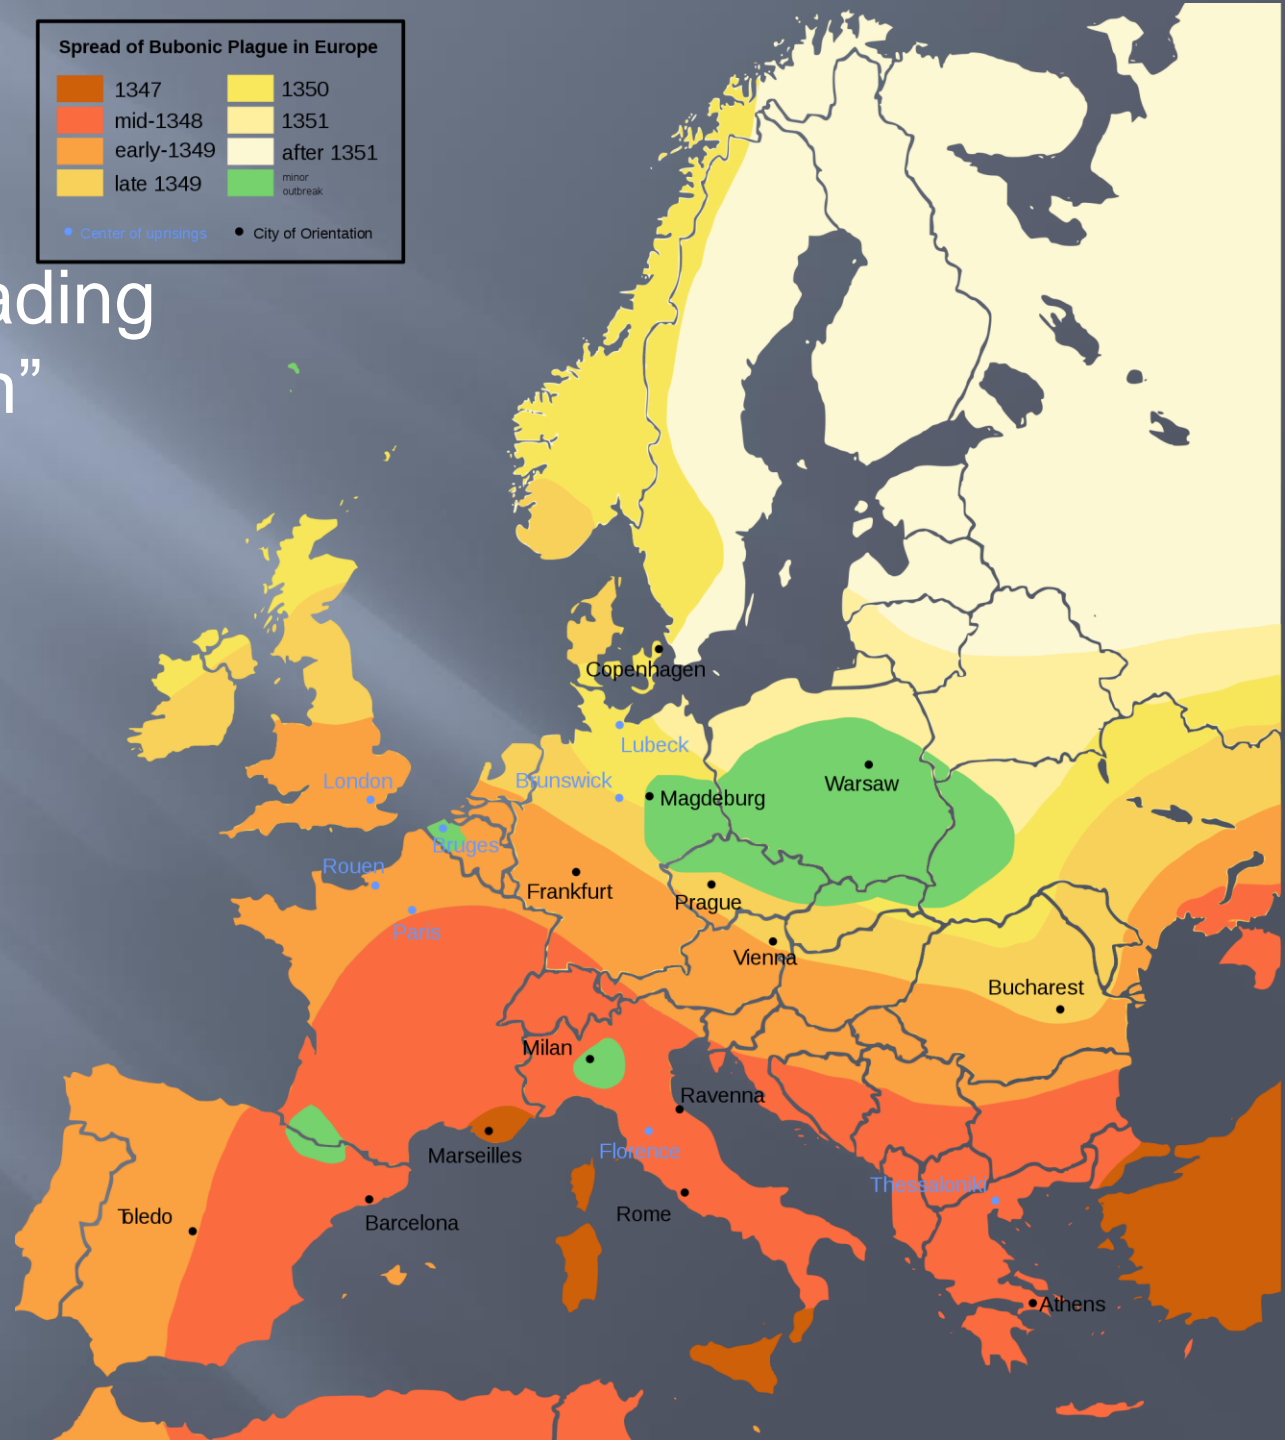 Spread of Bubonic Plague in Europe
1347
1350
mid-1348
1351
early-1349
after 1351
late 1349
minor
outbreak
Center of uprisings
City of Orientation
ading
n”
Copenhagen
Lubeck
London
Brunswick
Magdeburg
Warsaw
Bruges
Rouen
Frankfurt
Prague
Paris
Vienna
Bucharest
Milan
Ravenna
Marseilles
Florence
Thessaloniki
Toledo
Barcelona
Rome
Athens